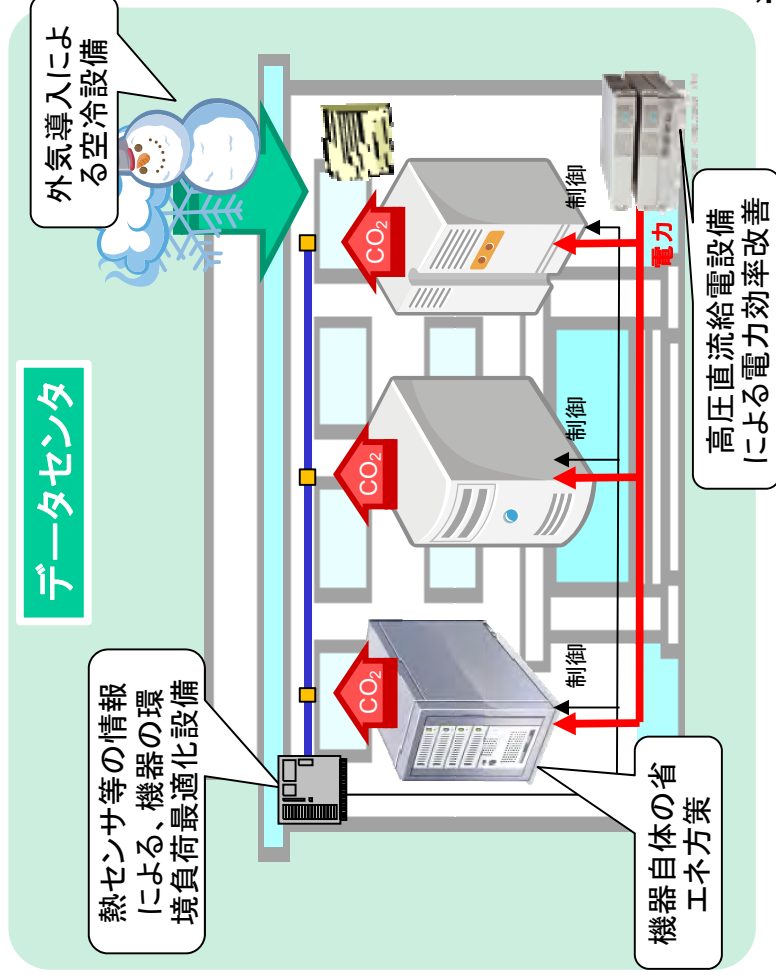 データセンタ
熱センサ等の情報
による、機器の環
境負荷最適化設備
外気導入によ
る空冷設備
CO₂
CO₂
CO₂
制御
制御
制御
電力
機器自体の省
エネ方策
高圧直流給電設備
による電力効率改善